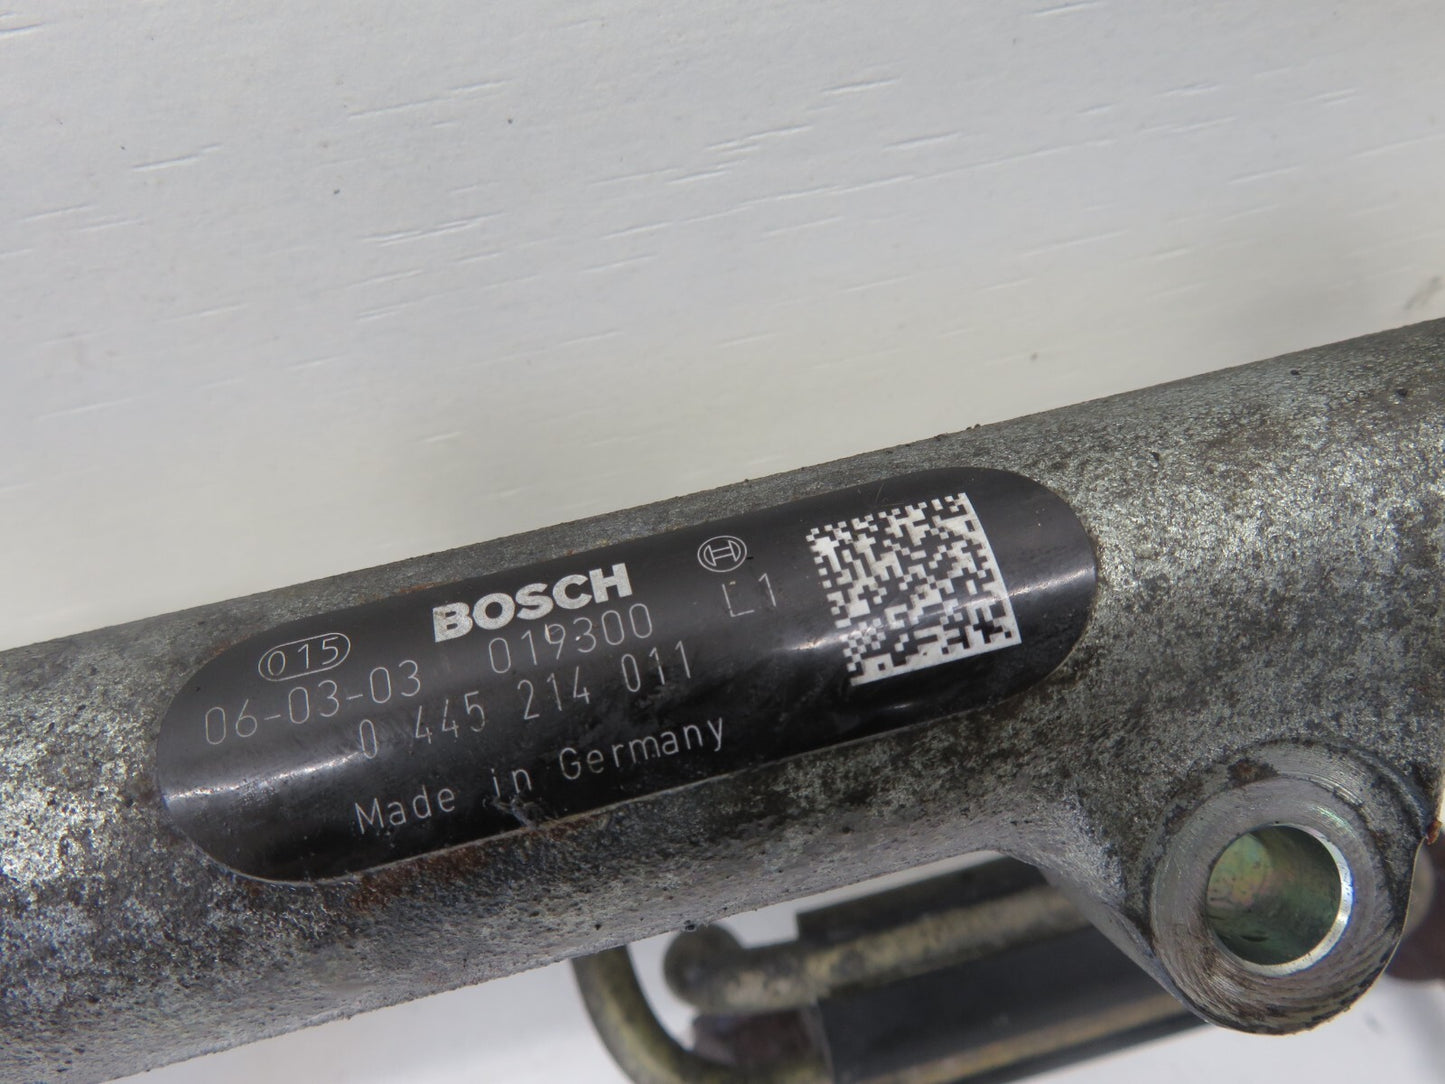 BOSCH
015
06-03-03 019300 L1
0 445 214 011
Made in Germany